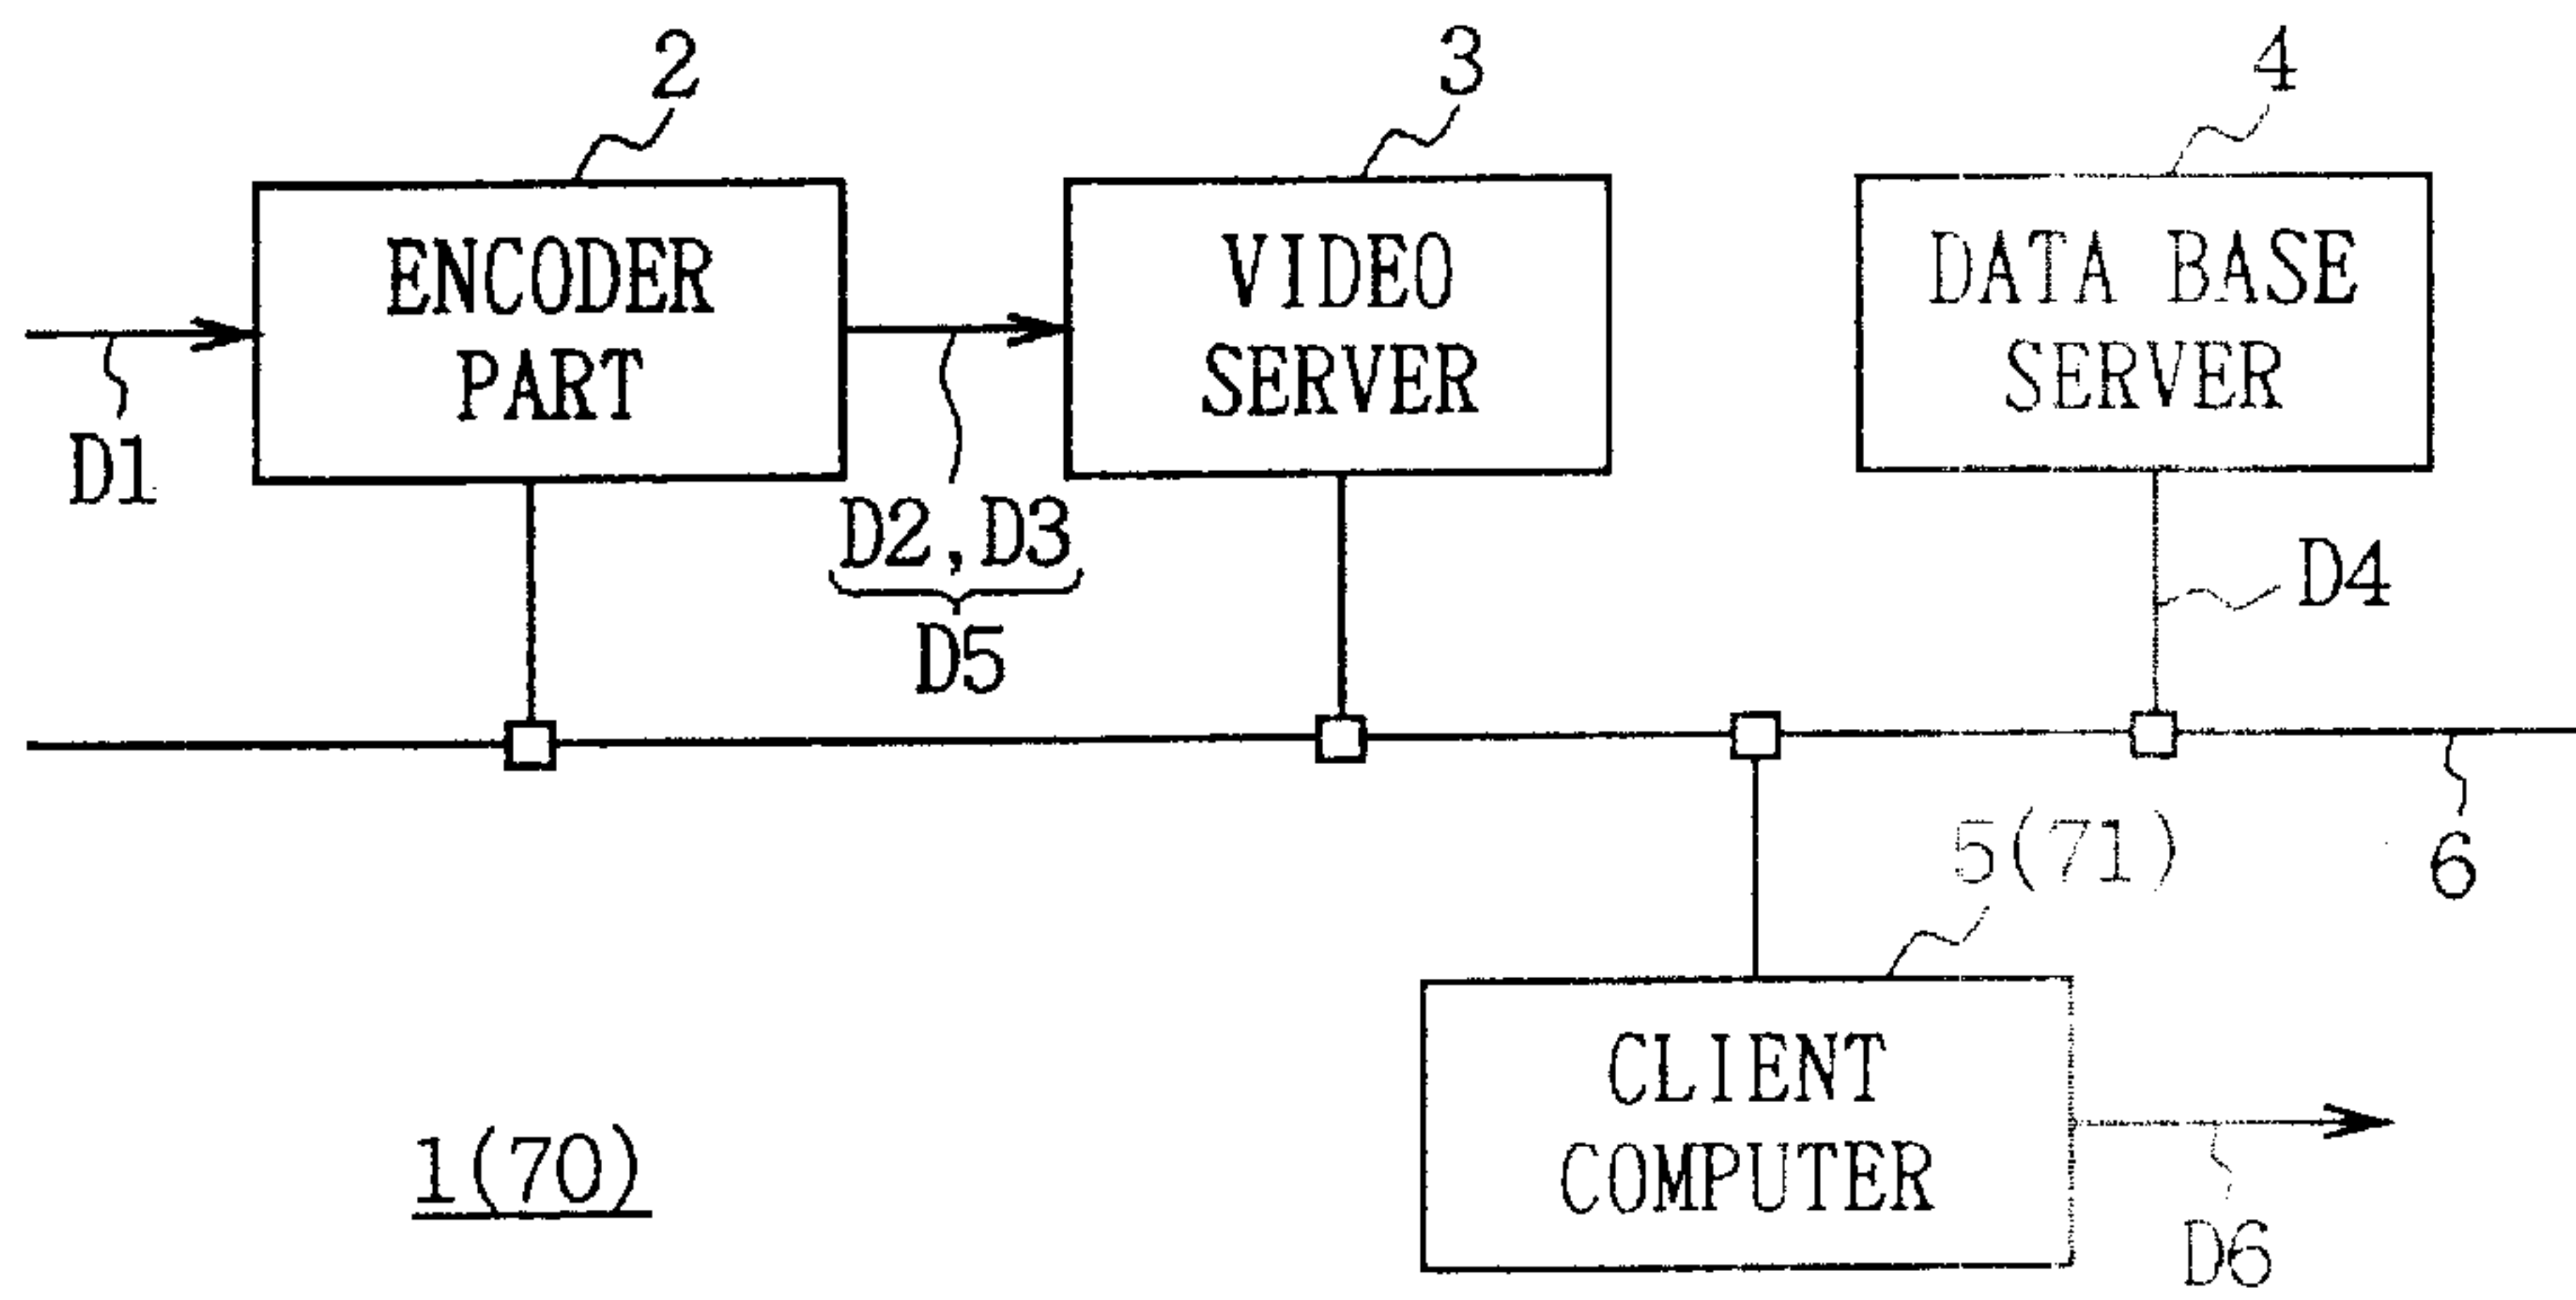 2
3
4
ENCODER
PART
VIDEO
SERVER
DATA BASE
SERVER
D1
D2, D3
D5
D4
5(71)
6
CLIENT
COMPUTER
1(70)
D6